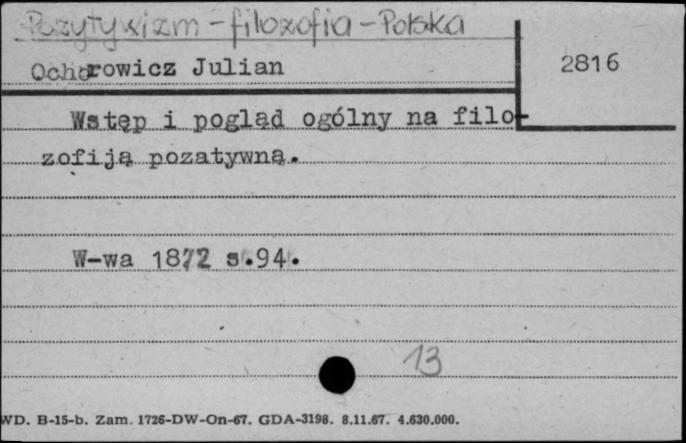 Pozytywizm - filozofia - Polska
Ochorowicz Julian
2816
Wstęp i pogląd ogólny na filo-
zofiją pozatywną.
W-wa 1872 s.94.
13
WD. B-15-b. Zam. 1726-DW-On-67. GDA-3198. 8.11.67. 4.630.000.